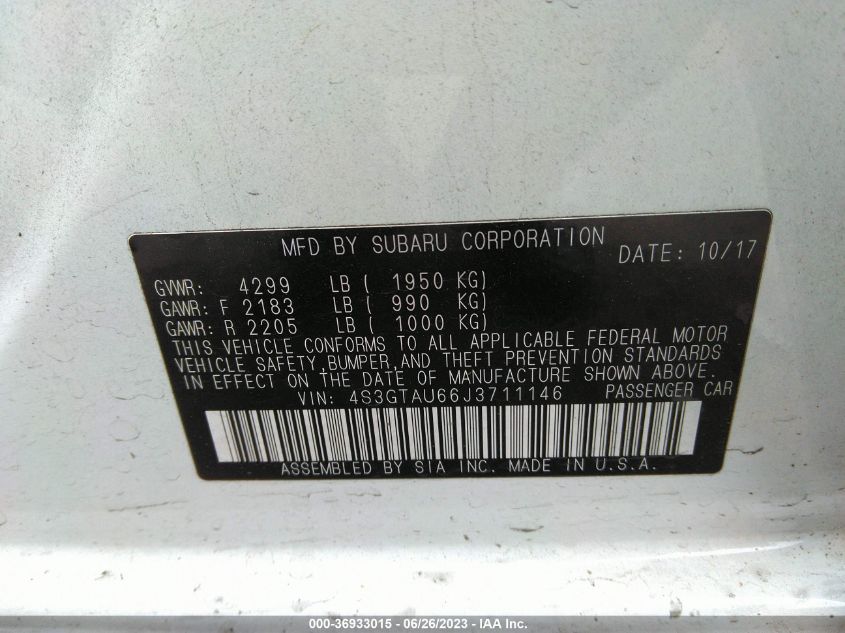 MFD BY SUBARU CORPORATION DATE: 10/17
GVWR: 4299 LB ( 1950 KG)
GAWR: F 2183 LB ( 990 KG)
GAWR: R 2205 LB ( 1000 KG)
THIS VEHICLE CONFORMS TO ALL APPLICABLE FEDERAL MOTOR
VEHICLE SAFETY,BUMPER,AND THEFT PREVENTION STANDARDS
IN EFFECT ON THE DATE OF MANUFACTURE SHOWN ABOVE.
VIN: 4S3GTAU66J3711146 PASSENGER CAR
ASSEMBLED BY SIA INC. MADE IN U.S.A.
000-36933015 - 06/26/2023 - IAA Inc.